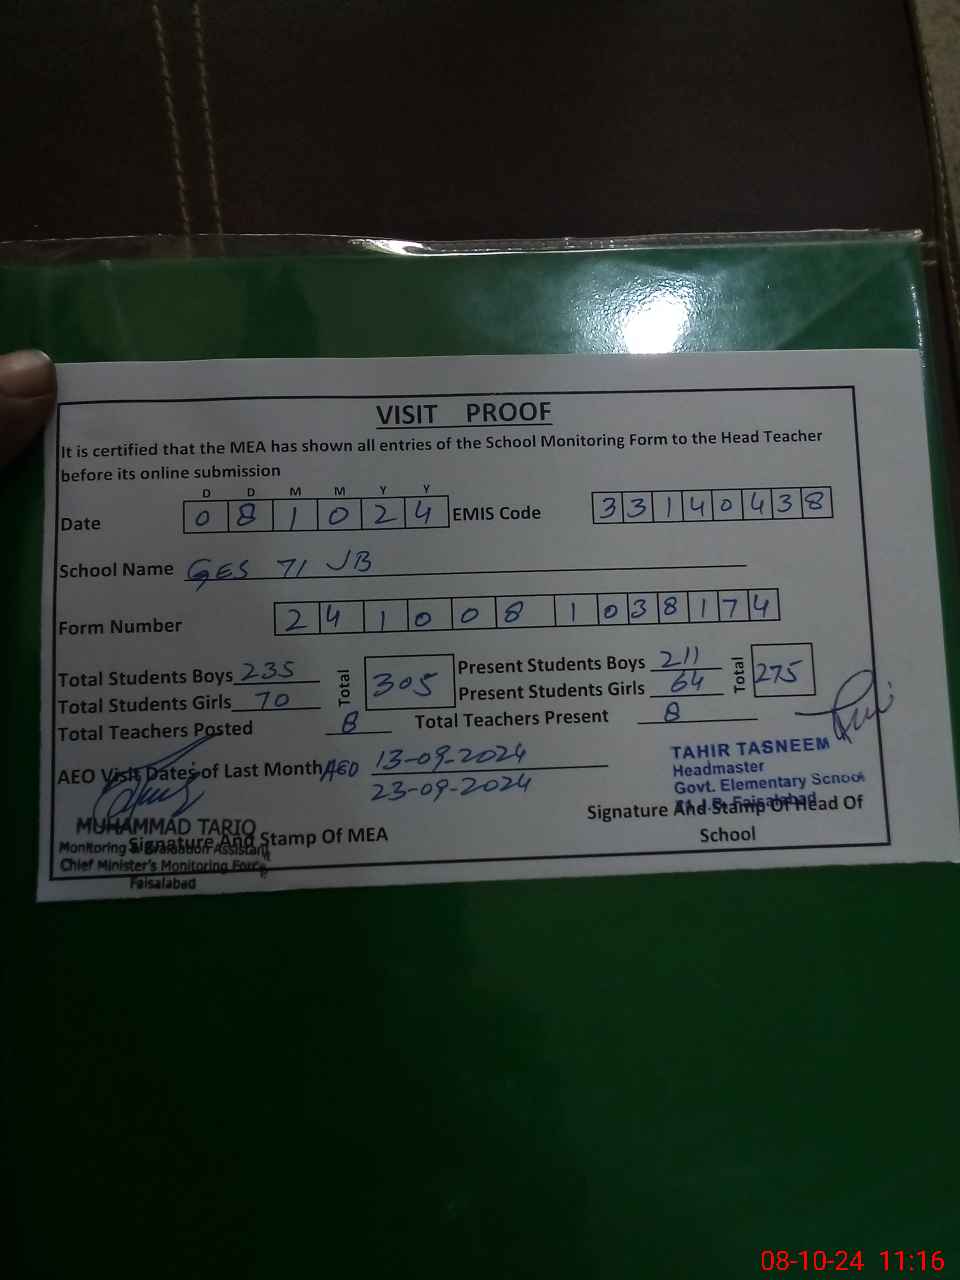 VISIT PROOF
It is certified that the MEA has shown all entries of the School Monitoring Form to the Head Teacher
before its online submission
D D M M Y Y
Date 0 8 1 0 2 4 EMIS Code 3 3 1 4 0 4 3 8
School Name GES 71 JB
Form Number 2 4 1 0 0 8 1 0 3 8 1 7 4
Total Students Boys 235 Total 305 Present Students Boys 211 Total 275
Total Students Girls 70 Present Students Girls 64
Total Teachers Posted 8 Total Teachers Present 8
AEO Visit Dates of Last Month AEO 13-09-2024
23-09-2024
TAHIR TASNEEM
Headmaster
Govt. Elementary School
J.B. Faisalabad
Signature And Stamp Of Head Of
School
MUHAMMAD TARIQ
Signature And Stamp Of MEA
Monitoring & Evaluation Assistant
Chief Minister's Monitoring Force
Faisalabad
08-10-24 11:16